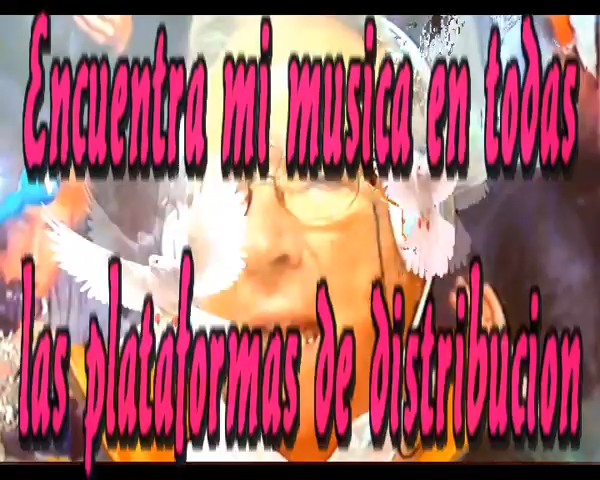 Encuentra mi musica en todas
las plataformas de distribucion